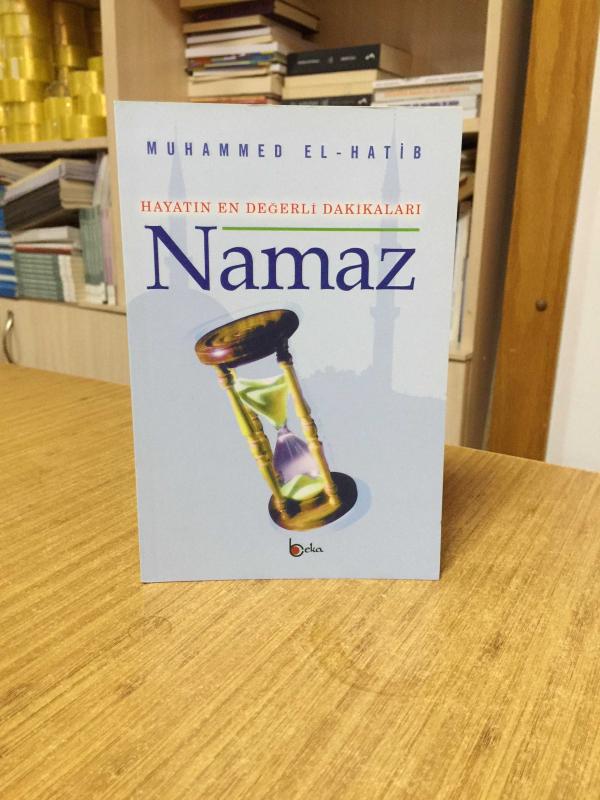 MUHAMMED EL-HATİB
HAYATIN EN DEĞERLİ DAKİKALARI
Namaz
beka